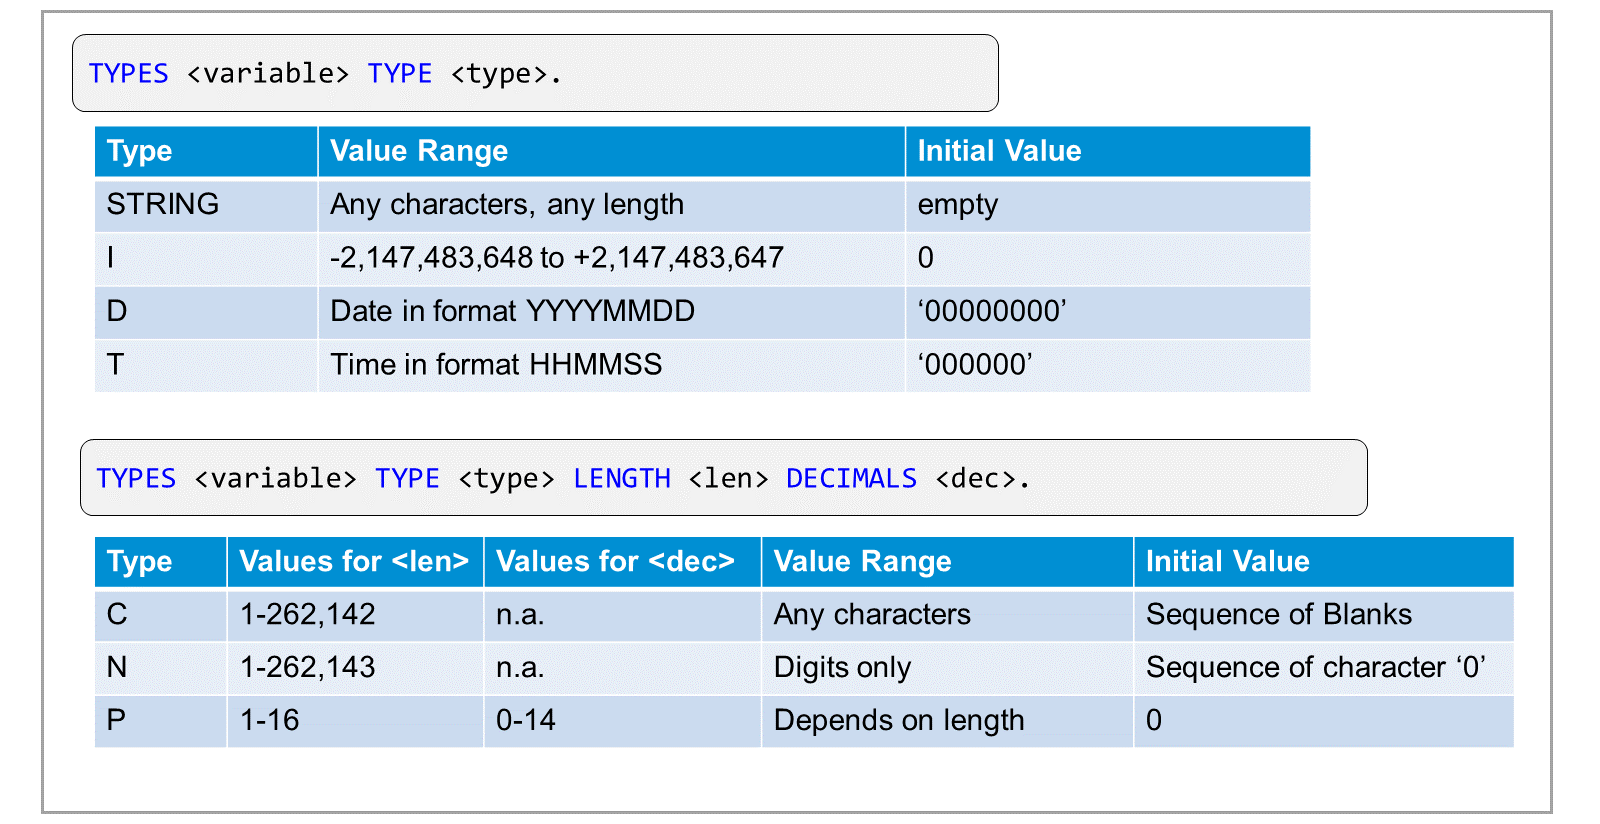 TYPES <variable> TYPE <type>.
Type Value Range Initial Value
STRING Any characters, any length empty
I -2,147,483,648 to +2,147,483,647 0
D Date in format YYYYMMDD ‘00000000’
T Time in format HHMMSS ‘000000’
TYPES <variable> TYPE <type> LENGTH <len> DECIMALS <dec>.
Type Values for <len> Values for <dec> Value Range Initial Value
C 1-262,142 n.a. Any characters Sequence of Blanks
N 1-262,143 n.a. Digits only Sequence of character ‘0’
P 1-16 0-14 Depends on length 0